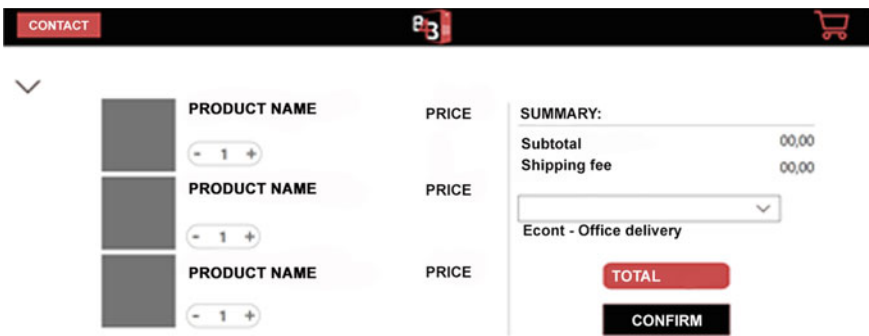 CONTACT
B43
PRODUCT NAME PRICE
- 1 +
PRODUCT NAME PRICE
- 1 +
PRODUCT NAME PRICE
- 1 +
SUMMARY:
Subtotal 00,00
Shipping fee 00,00
Econt - Office delivery
TOTAL
CONFIRM